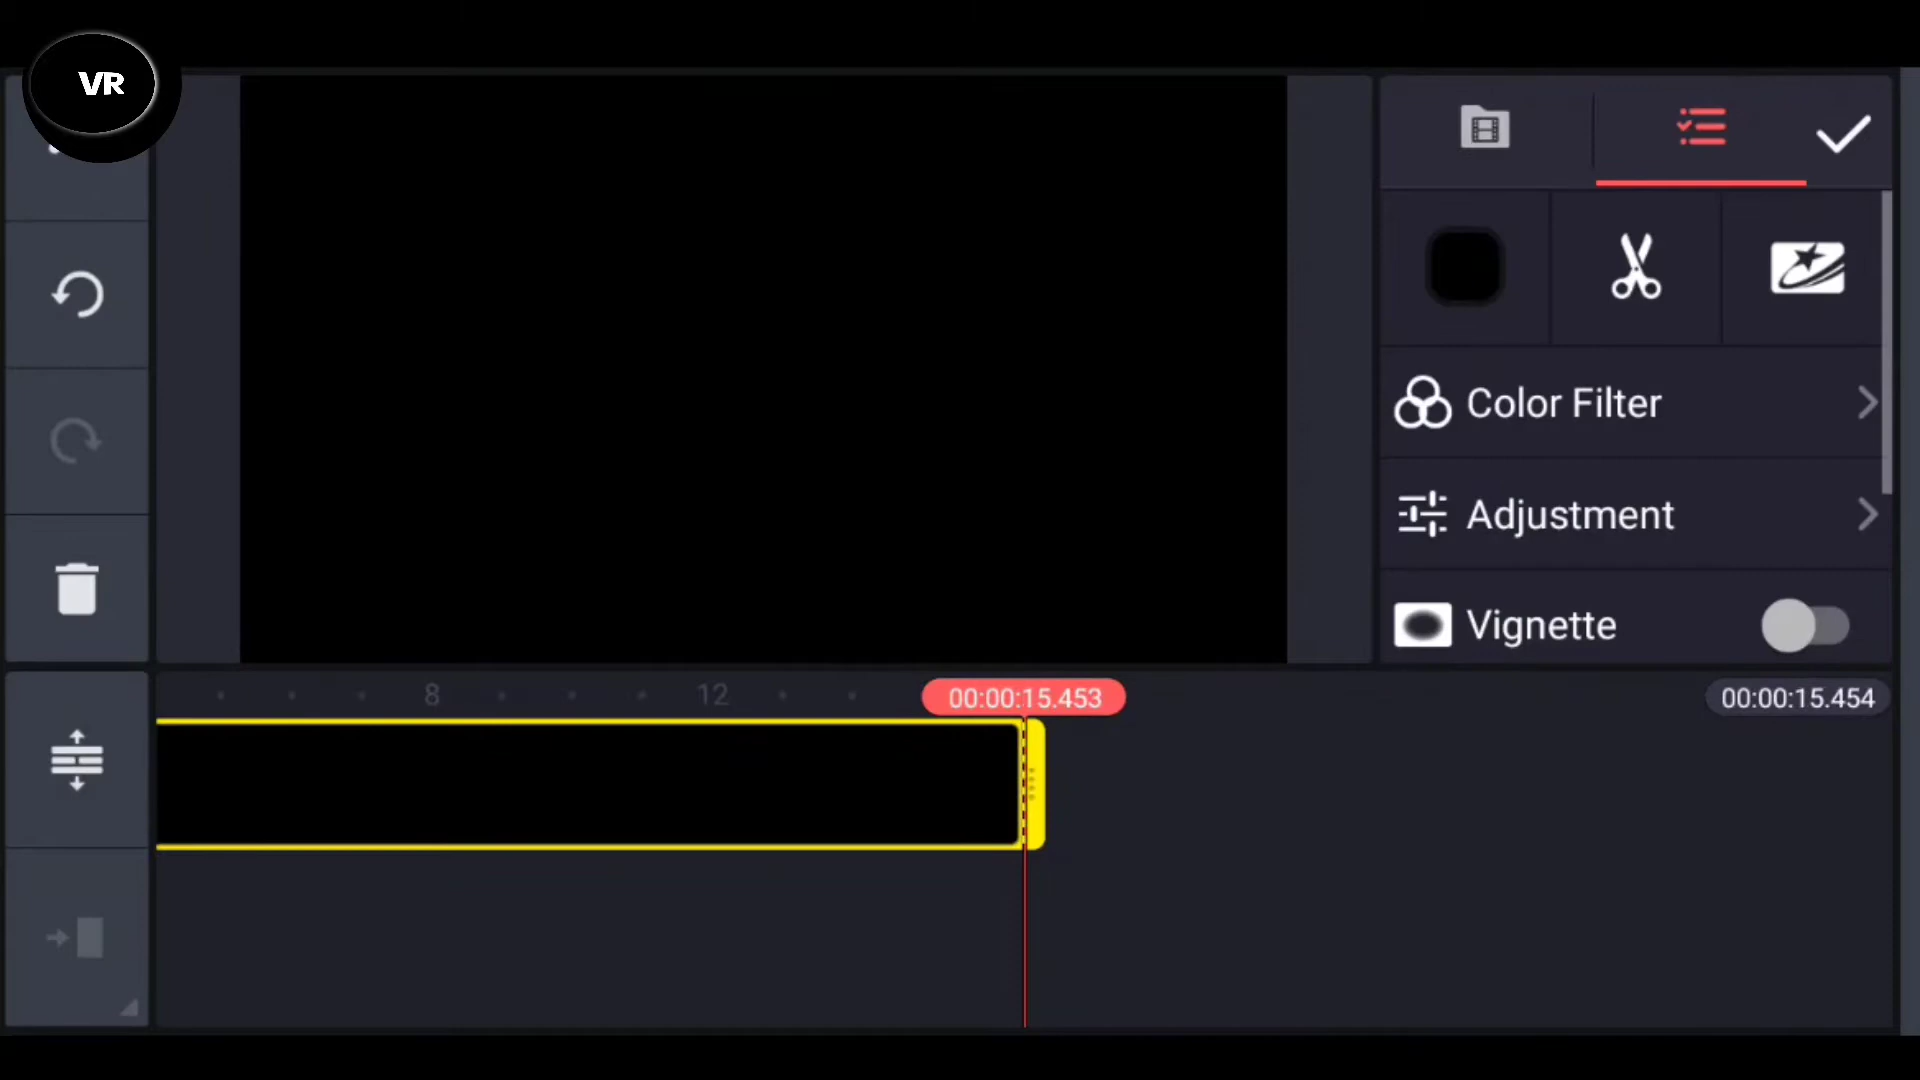 VR
Color Filter
Adjustment
Vignette
8
12
00:00:15.453
00:00:15.454